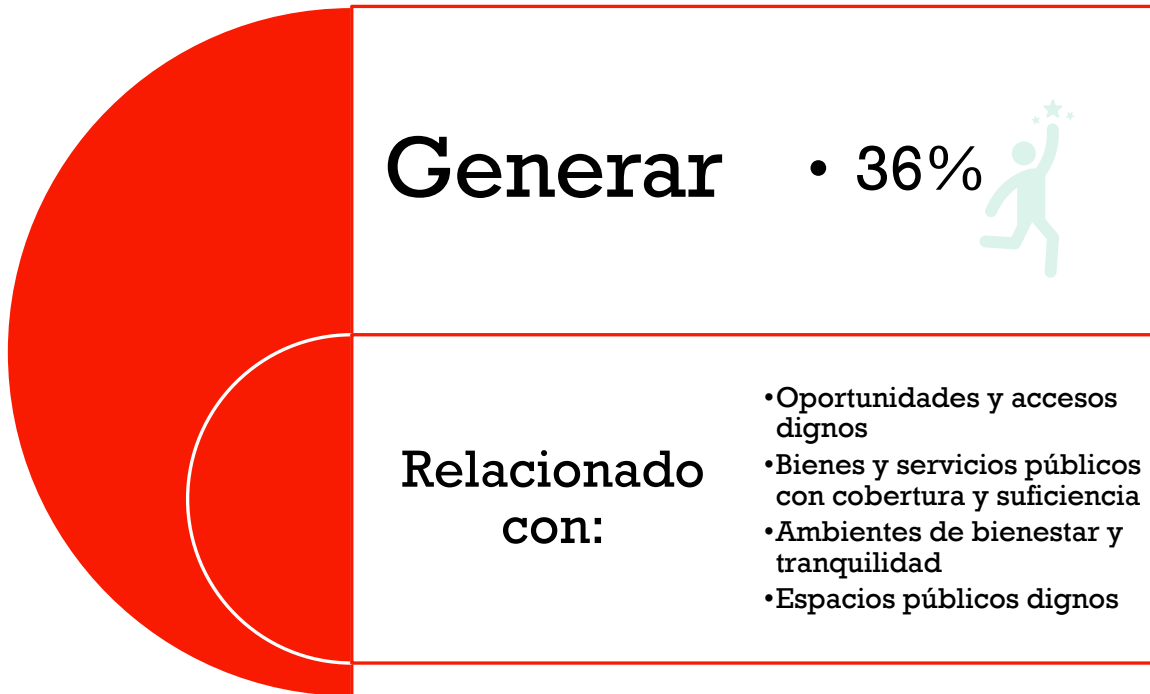 Generar
• 36%
Relacionado
con:
•Oportunidades y accesos
dignos
•Bienes y servicios públicos
con cobertura y suficiencia
•Ambientes de bienestar y
tranquilidad
•Espacios públicos dignos